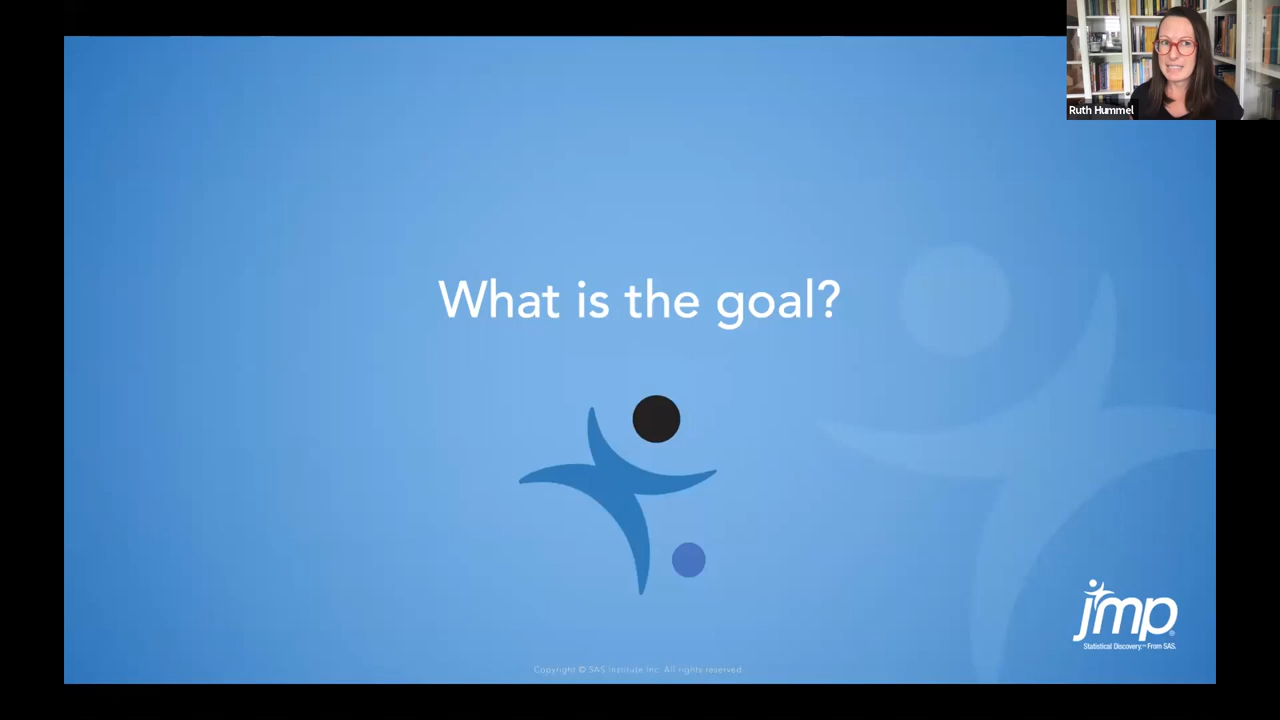 Ruth Hummel
What is the goal?
jmp
Statistical Discovery.™ From SAS.
Copyright © SAS Institute Inc. All rights reserved.